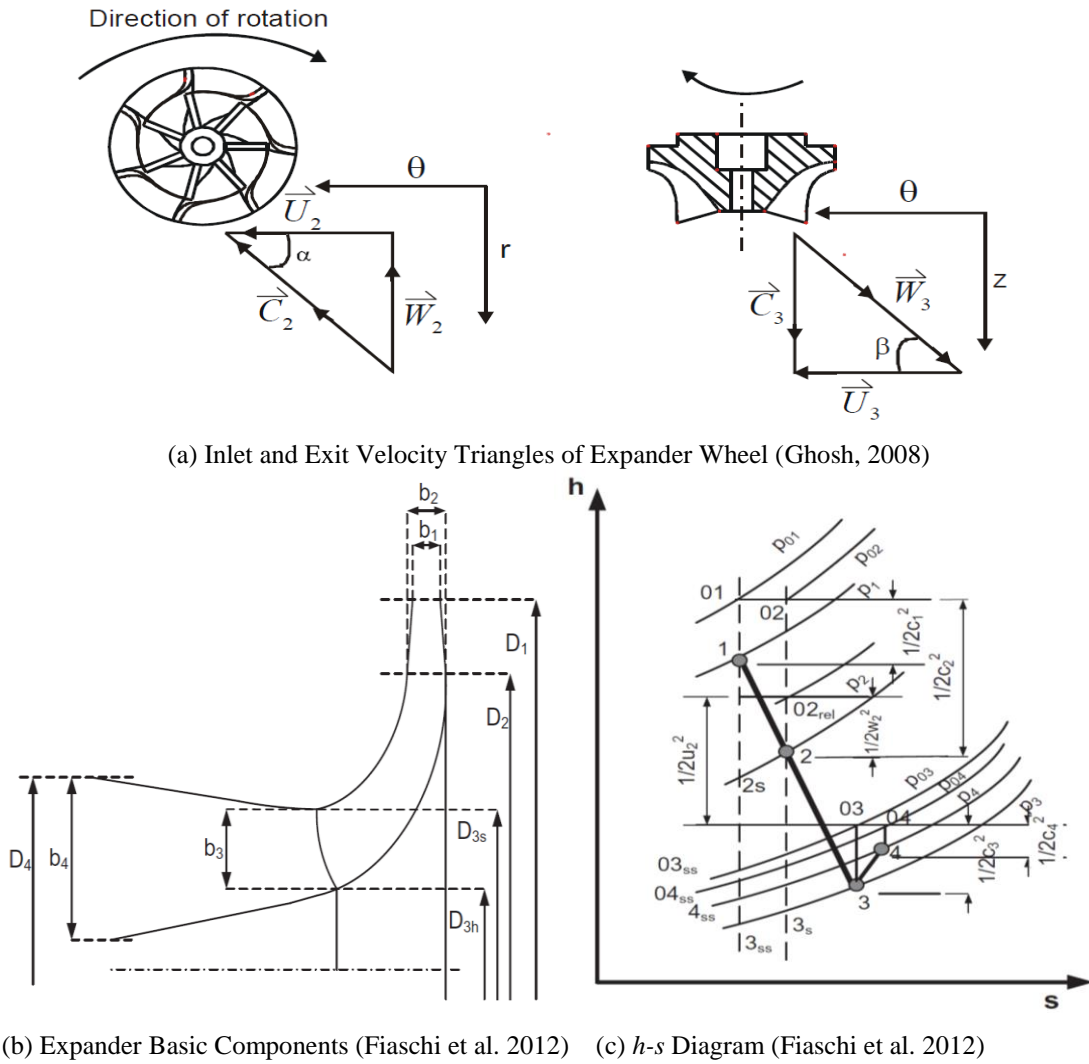 Direction of rotation
θ
U₂
α
r
C₂
W₂
θ
C₃
W₃
z
β
U₃
(a) Inlet and Exit Velocity Triangles of Expander Wheel (Ghosh, 2008)
b₂
b₁
D₁
D₂
D₃ₛ
b₃
D₄
b₄
D₃ₕ
h
p₀₁
p₀₂
p₁
01
02
1/2c₁²
1
1/2c₂²
p₂
02rel
1/2w₂²
1/2u₂²
2
2s
p₀₃
p₀₄
p₄
03
04
p₃
4
1/2c₃²
1/2c₄²
03ss
04ss
4ss
3
3s
3ss
s
(b) Expander Basic Components (Fiaschi et al. 2012) (c) h-s Diagram (Fiaschi et al. 2012)